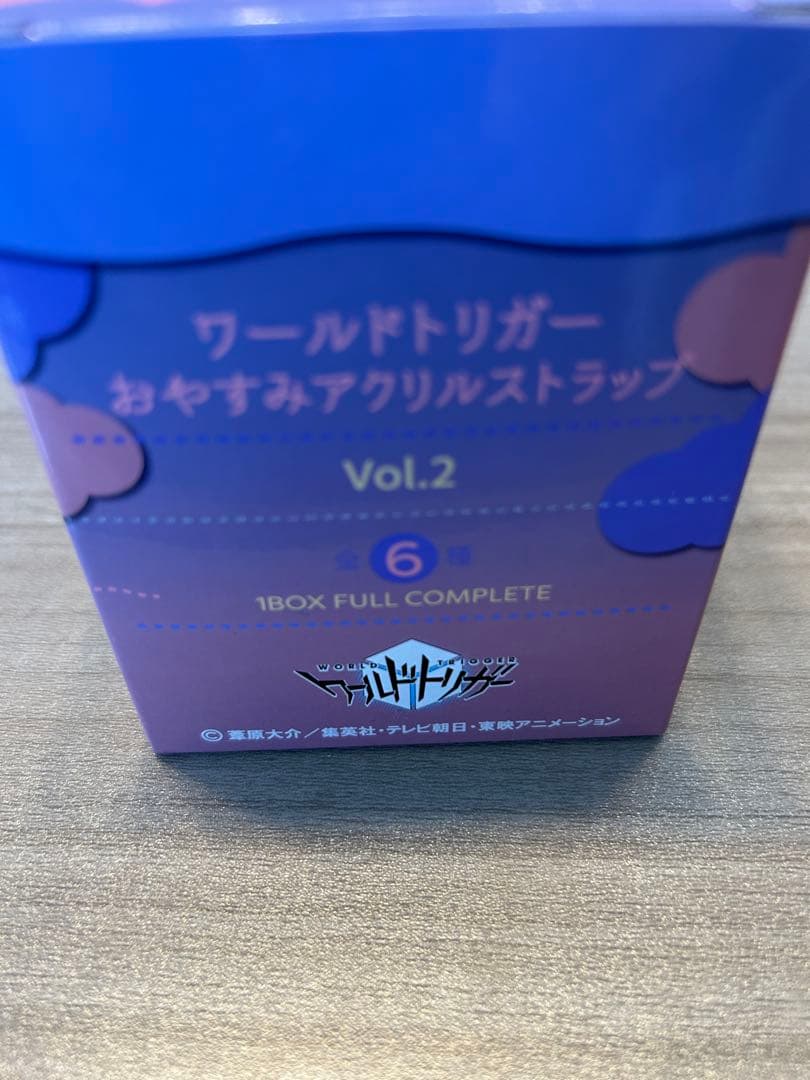 ワールドトリガー
おやすみアクリルストラップ
Vol.2
全6種
1BOX FULL COMPLETE
WORLD TRIGGER
ワールドトリガー
© 葦原大介/集英社・テレビ朝日・東映アニメーション